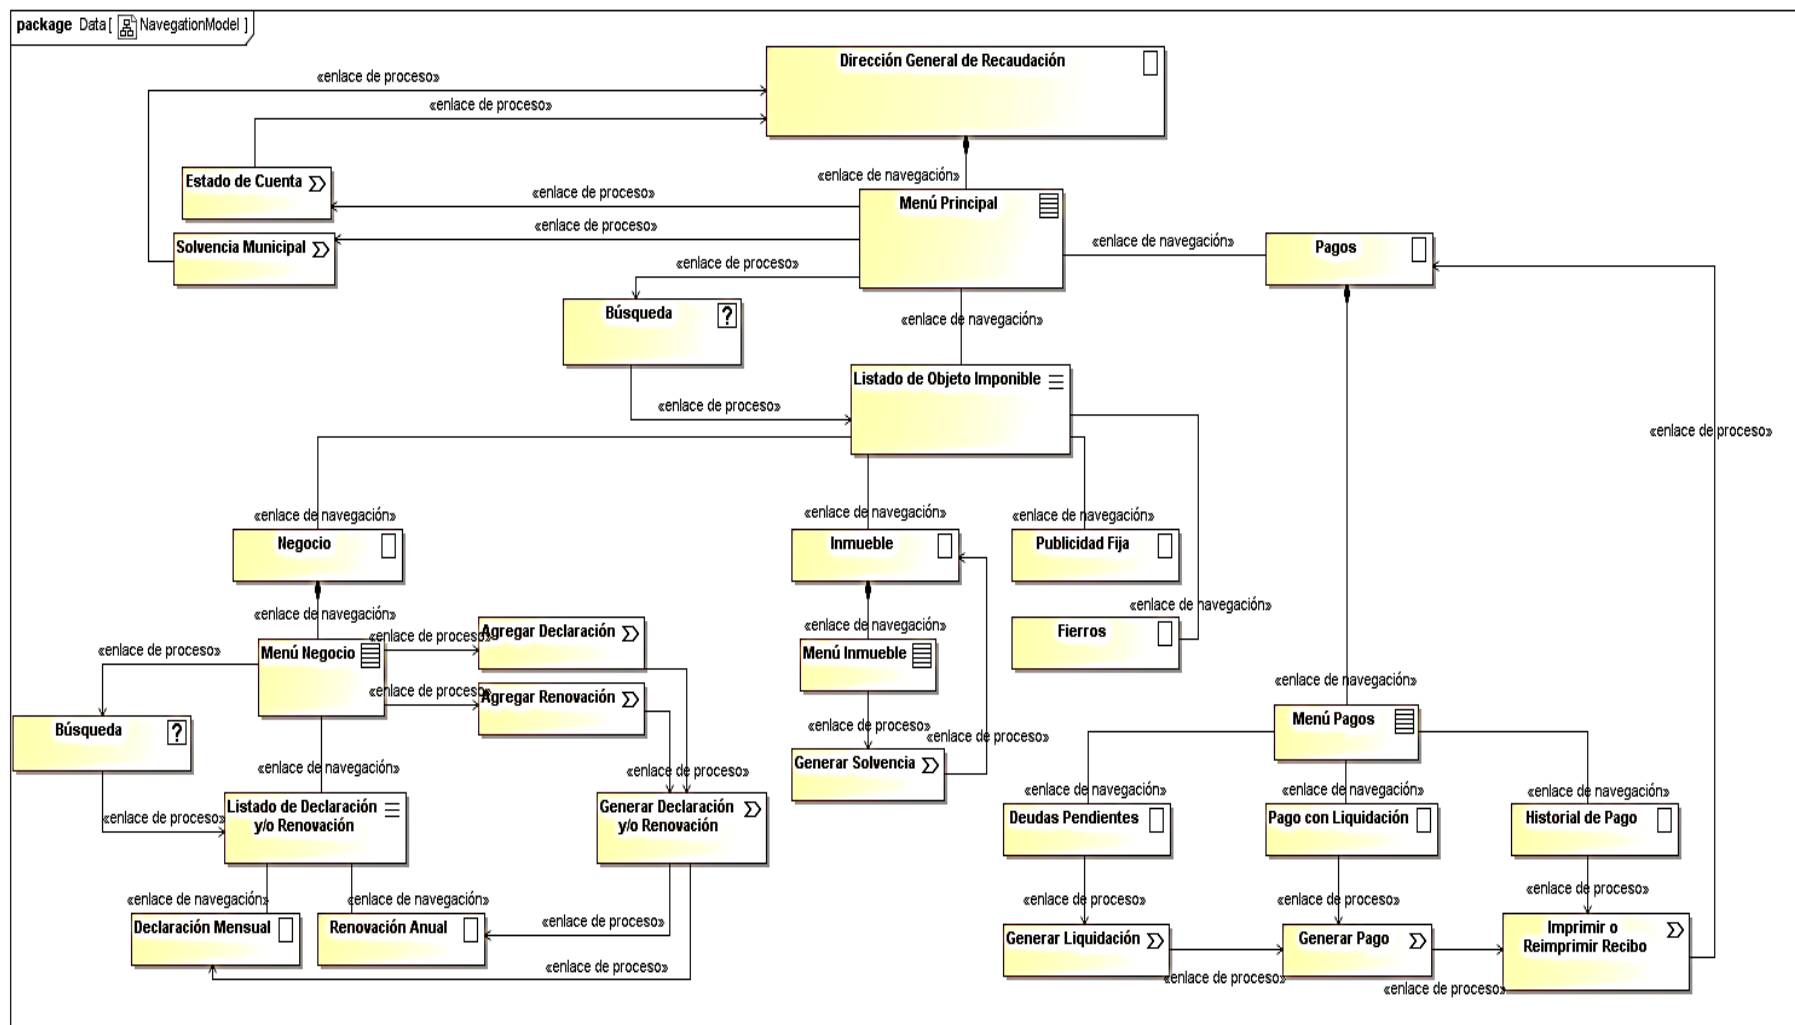 package Data [ NavegationModel ]
Dirección General de Recaudación
«enlace de proceso»
«enlace de proceso»
«enlace de navegación»
Estado de Cuenta
«enlace de proceso»
Menú Principal
«enlace de proceso»
Solvencia Municipal
«enlace de navegación»
Pagos
«enlace de proceso»
Búsqueda
?
«enlace de navegación»
Listado de Objeto Imponible
«enlace de proceso»
«enlace de proceso»
«enlace de navegación»
«enlace de navegación»
«enlace de navegación»
Negocio
Inmueble
Publicidad Fija
«enlace de navegación»
«enlace de navegación»
«enlace de navegación»
Fierros
«enlace de proceso»
Agregar Declaración
«enlace de proceso»
Menú Negocio
Menú Inmueble
«enlace de navegación»
«enlace de proceso»
Agregar Renovación
Búsqueda
?
«enlace de proceso»
«enlace de proceso»
Menú Pagos
«enlace de navegación»
«enlace de proceso»
Generar Solvencia
«enlace de navegación»
«enlace de navegación»
«enlace de navegación»
Listado de Declaración
y/o Renovación
Generar Declaración
y/o Renovación
«enlace de proceso»
Deudas Pendientes
Pago con Liquidación
Historial de Pago
«enlace de navegación»
«enlace de navegación»
«enlace de proceso»
«enlace de proceso»
«enlace de proceso»
Declaración Mensual
Renovación Anual
«enlace de proceso»
Generar Liquidación
Generar Pago
Imprimir o
Reimprimir Recibo
«enlace de proceso»
«enlace de proceso»
«enlace de proceso»